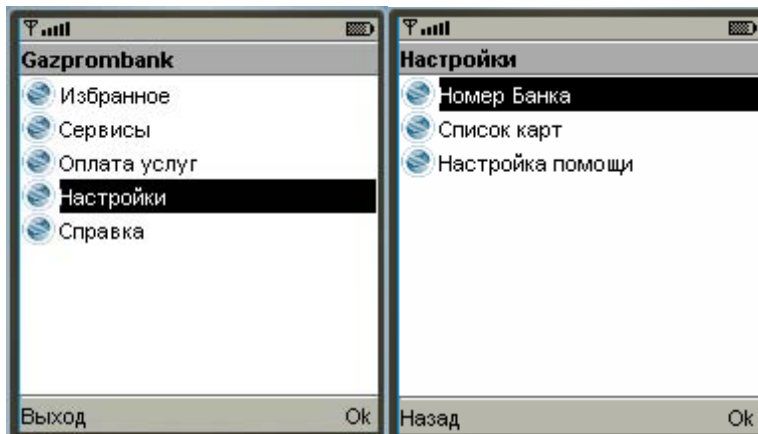 Gazprombank
Избранное
Сервисы
Оплата услуг
Настройки
Справка
Выход
Ok
Настройки
Номер Банка
Список карт
Настройка помощи
Назад
Ok